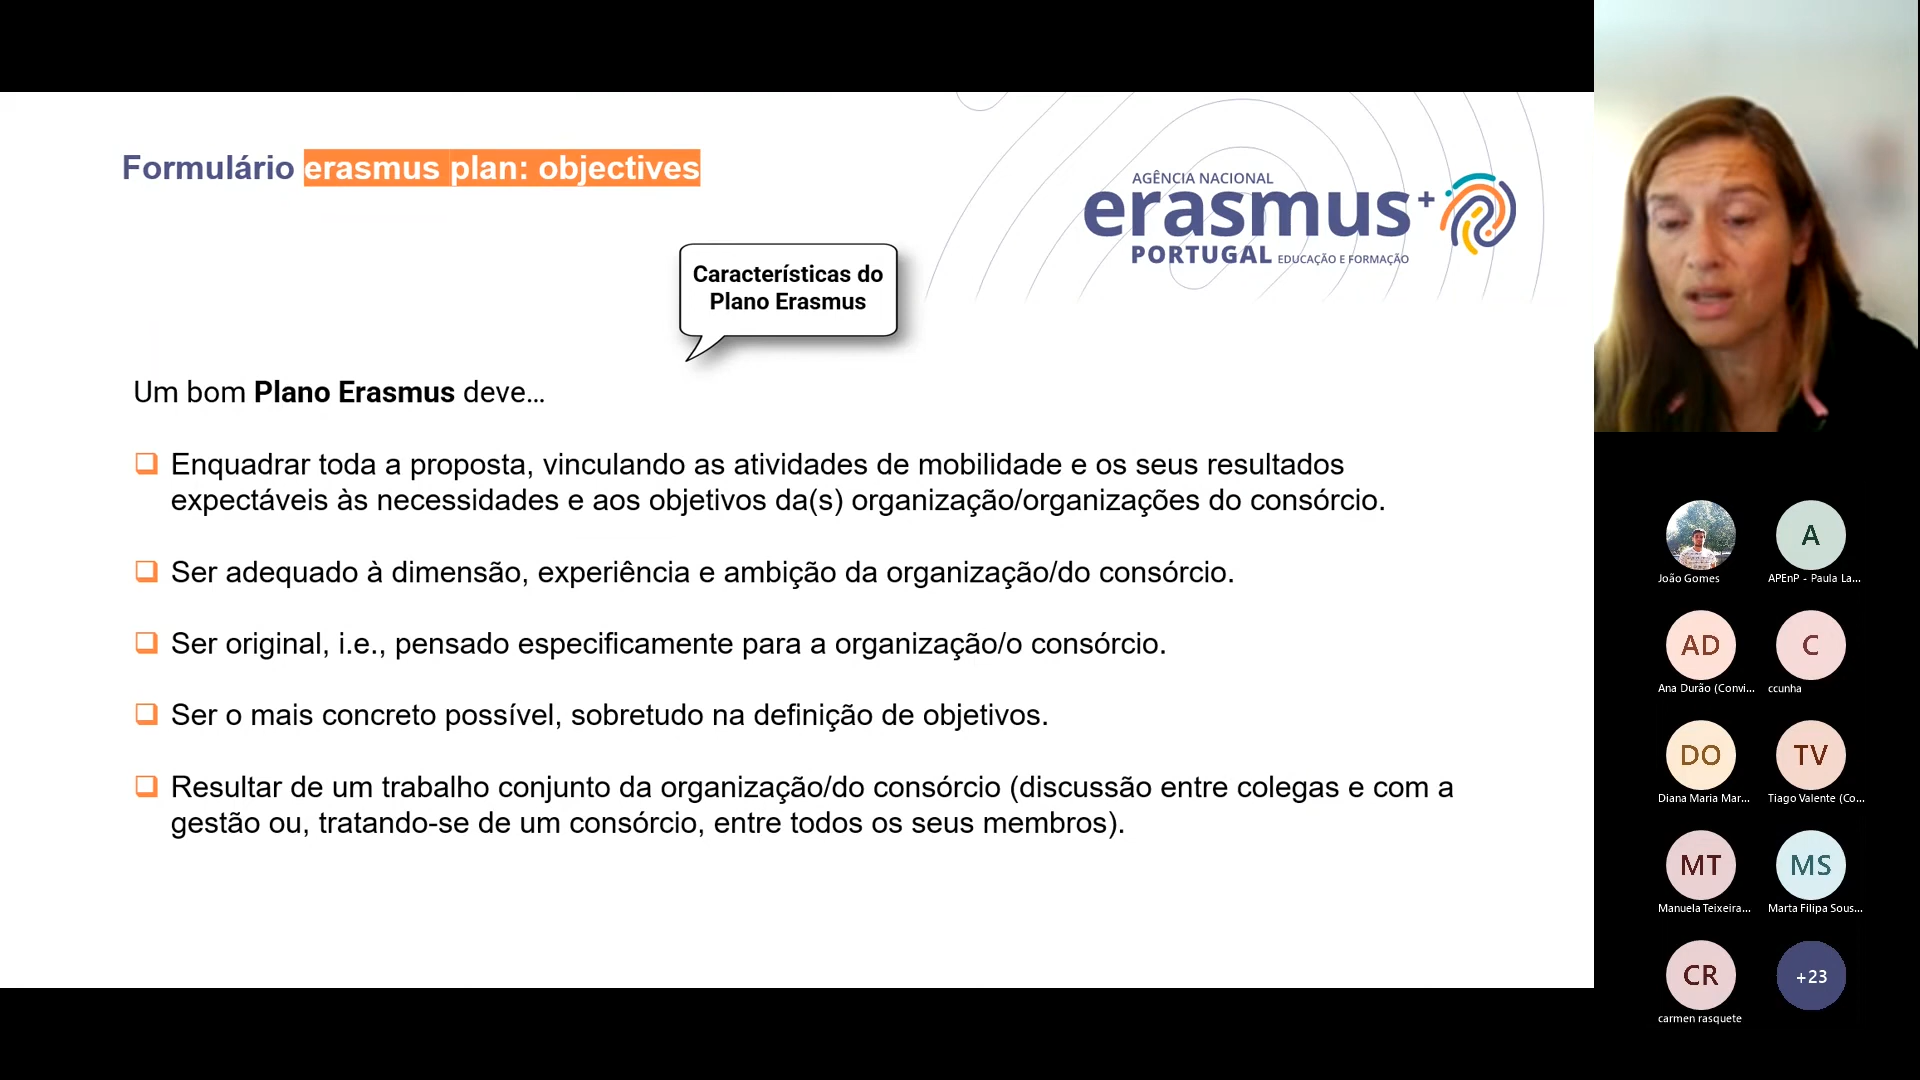 Formulário erasmus plan: objectives
AGÊNCIA NACIONAL
erasmus+
PORTUGAL EDUCAÇÃO E FORMAÇÃO
Características do
Plano Erasmus
Um bom Plano Erasmus deve...
❑ Enquadrar toda a proposta, vinculando as atividades de mobilidade e os seus resultados
expectáveis às necessidades e aos objetivos da(s) organização/organizações do consórcio.
❑ Ser adequado à dimensão, experiência e ambição da organização/do consórcio.
❑ Ser original, i.e., pensado especificamente para a organização/o consórcio.
❑ Ser o mais concreto possível, sobretudo na definição de objetivos.
❑ Resultar de um trabalho conjunto da organização/do consórcio (discussão entre colegas e com a
gestão ou, tratando-se de um consórcio, entre todos os seus membros).
A
João Gomes
APEnP - Paula La...
AD
C
Ana Durão (Convi...
ccunha
DO
TV
Diana Maria Mar...
Tiago Valente (Co...
MT
MS
Manuela Teixeira...
Marta Filipa Sous...
CR
+23
carmen rasquete